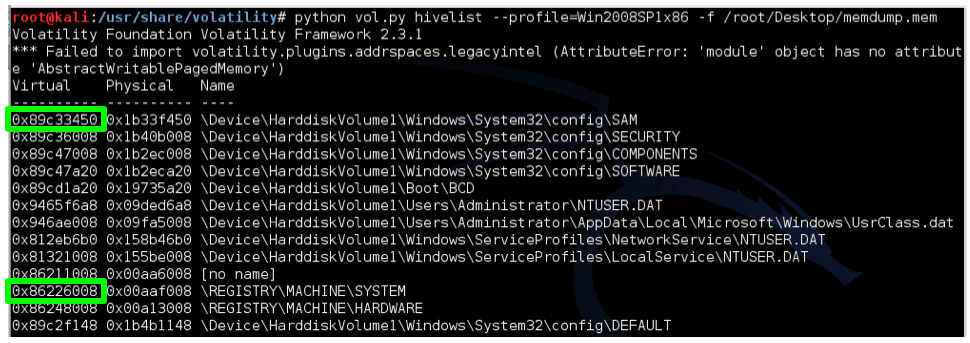 root@kali:/usr/share/volatility# python vol.py hivelist --profile=Win2008SP1x86 -f /root/Desktop/memdump.mem
Volatility Foundation Volatility Framework 2.3.1
*** Failed to import volatility.plugins.addrspaces.legacyintel (AttributeError: 'module' object has no attribut
e 'AbstractWritablePagedMemory')
Virtual    Physical   Name
---------- ---------- ----
0x89c33450 0x1b33f450 \Device\HarddiskVolume1\Windows\System32\config\SAM
0x89c36008 0x1b40b008 \Device\HarddiskVolume1\Windows\System32\config\SECURITY
0x89c47008 0x1b2ec008 \Device\HarddiskVolume1\Windows\System32\config\COMPONENTS
0x89c47a20 0x1b2eca20 \Device\HarddiskVolume1\Windows\System32\config\SOFTWARE
0x89cd1a20 0x19735a20 \Device\HarddiskVolume1\Boot\BCD
0x9465f6a8 0x09ded6a8 \Device\HarddiskVolume1\Users\Administrator\NTUSER.DAT
0x946ae008 0x09fa5008 \Device\HarddiskVolume1\Users\Administrator\AppData\Local\Microsoft\Windows\UsrClass.dat
0x812eb6b0 0x158b46b0 \Device\HarddiskVolume1\Windows\ServiceProfiles\NetworkService\NTUSER.DAT
0x81321008 0x155be008 \Device\HarddiskVolume1\Windows\ServiceProfiles\LocalService\NTUSER.DAT
0x86211008 0x00aa6008 [no name]
0x86226008 0x00aaf008 \REGISTRY\MACHINE\SYSTEM
0x86248008 0x00a13008 \REGISTRY\MACHINE\HARDWARE
0x89c2f148 0x1b4b1148 \Device\HarddiskVolume1\Windows\System32\config\DEFAULT